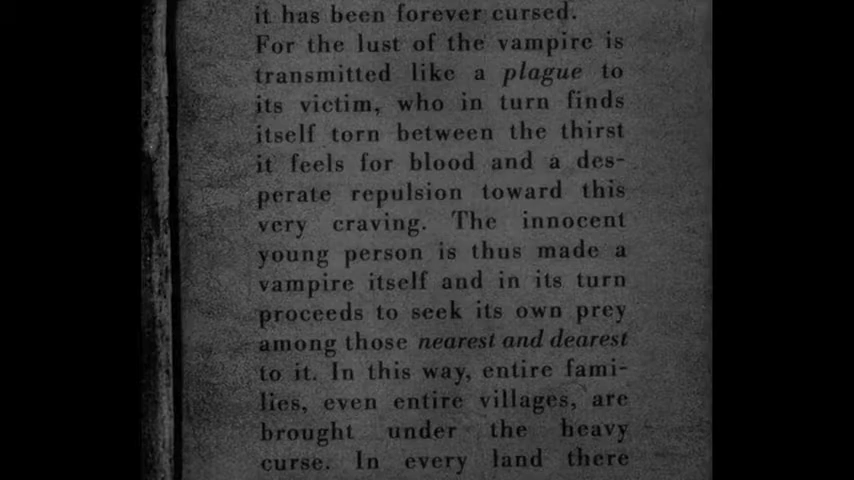 it has been forever cursed.
For the lust of the vampire is
transmitted like a plague to
its victim, who in turn finds
itself torn between the thirst
it feels for blood and a des-
perate repulsion toward this
very craving. The innocent
young person is thus made a
vampire itself and in its turn
proceeds to seek its own prey
among those nearest and dearest
to it. In this way, entire fami-
lies, even entire villages, are
brought under the heavy
curse. In every land there